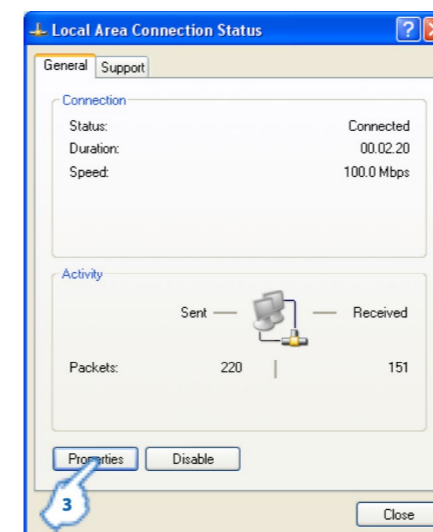 Local Area Connection Status ?
General Support
Connection
Status: Connected
Duration: 00.02.20
Speed: 100.0 Mbps
Activity
Sent Received
Packets: 220 151
Properties Disable
3
Close